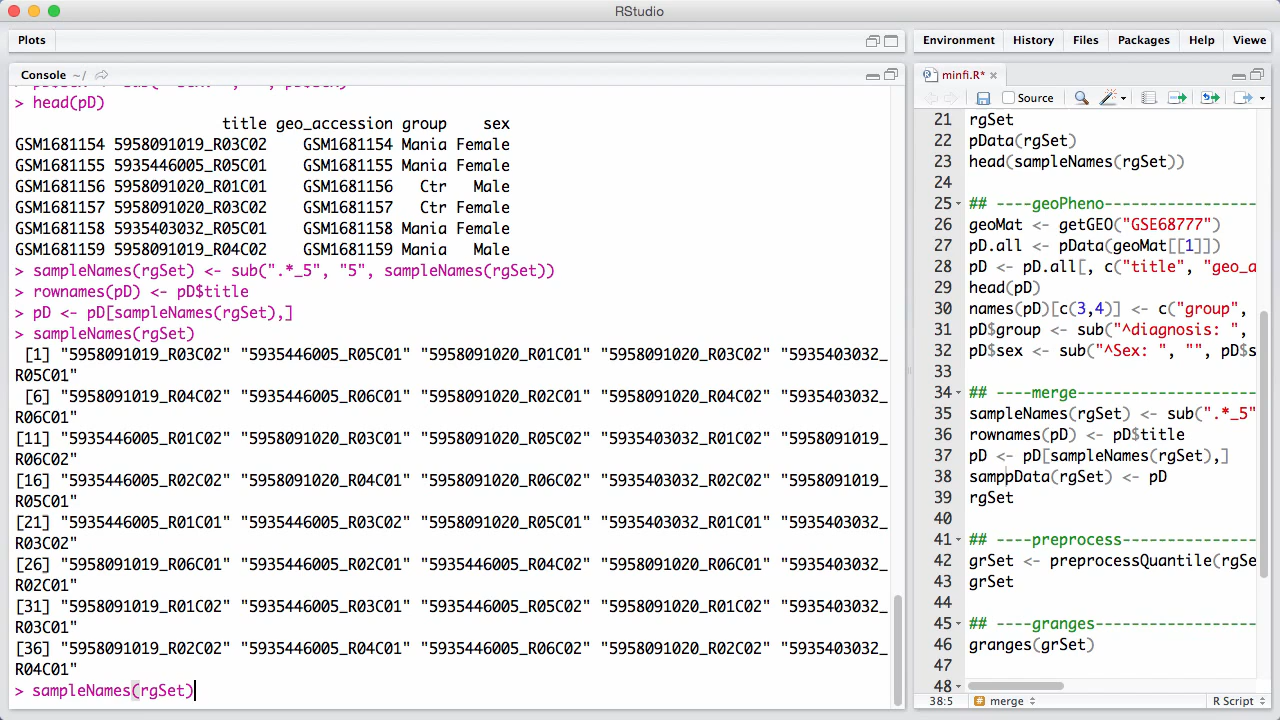 RStudio
Plots
Console ~/
> head(pD)
title geo_accession group sex
GSM1681154 5958091019_R03C02 GSM1681154 Mania Female
GSM1681155 5935446005_R05C01 GSM1681155 Mania Female
GSM1681156 5958091020_R01C01 GSM1681156 Ctr Male
GSM1681157 5958091020_R03C02 GSM1681157 Ctr Female
GSM1681158 5935403032_R05C01 GSM1681158 Mania Female
GSM1681159 5958091019_R04C02 GSM1681159 Mania Male
> sampleNames(rgSet) <- sub(".*_5", "5", sampleNames(rgSet))
> rownames(pD) <- pD$title
> pD <- pD[sampleNames(rgSet),]
> sampleNames(rgSet)
[1] "5958091019_R03C02" "5935446005_R05C01" "5958091020_R01C01" "5958091020_R03C02" "5935403032_
R05C01"
[6] "5958091019_R04C02" "5935446005_R06C01" "5958091020_R02C01" "5958091020_R04C02" "5935403032_
R06C01"
[11] "5935446005_R01C02" "5958091020_R03C01" "5958091019_R05C02" "5935403032_R01C02" "5958091019_
R06C02"
[16] "5935446005_R02C02" "5958091020_R04C01" "5958091020_R06C02" "5935403032_R02C02" "5958091019_
R05C01"
[21] "5935446005_R01C01" "5935446005_R03C02" "5958091020_R05C01" "5935403032_R01C01" "5935403032_
R03C02"
[26] "5958091019_R06C01" "5935446005_R02C01" "5935446005_R04C02" "5958091020_R06C01" "5935403032_
R02C01"
[31] "5958091019_R01C02" "5935446005_R03C01" "5935446005_R05C02" "5958091020_R01C02" "5935403032_
R03C01"
[36] "5958091019_R02C02" "5935446005_R04C01" "5935446005_R06C02" "5958091020_R02C02" "5935403032_
R04C01"
> sampleNames(rgSet)
Environment History Files Packages Help Viewe
minfi.R*
Source
21 rgSet
22 pData(rgSet)
23 head(sampleNames(rgSet))
24
25 ## ----geoPheno-----------------
26 geoMat <- getGEO("GSE68777")
27 pD.all <- pData(geoMat[[1]])
28 pD <- pD.all[, c("title", "geo_a
29 head(pD)
30 names(pD)[c(3,4)] <- c("group",
31 pD$group <- sub("^diagnosis: ",
32 pD$sex <- sub("^Sex: ", "", pD$s
33
34 ## ----merge--------------------
35 sampleNames(rgSet) <- sub(".*_5"
36 rownames(pD) <- pD$title
37 pD <- pD[sampleNames(rgSet),]
38 samppData(rgSet) <- pD
39 rgSet
40
41 ## ----preprocess---------------
42 grSet <- preprocessQuantile(rgSe
43 grSet
44
45 ## ----granges------------------
46 granges(grSet)
47
48
38:5 # merge R Script